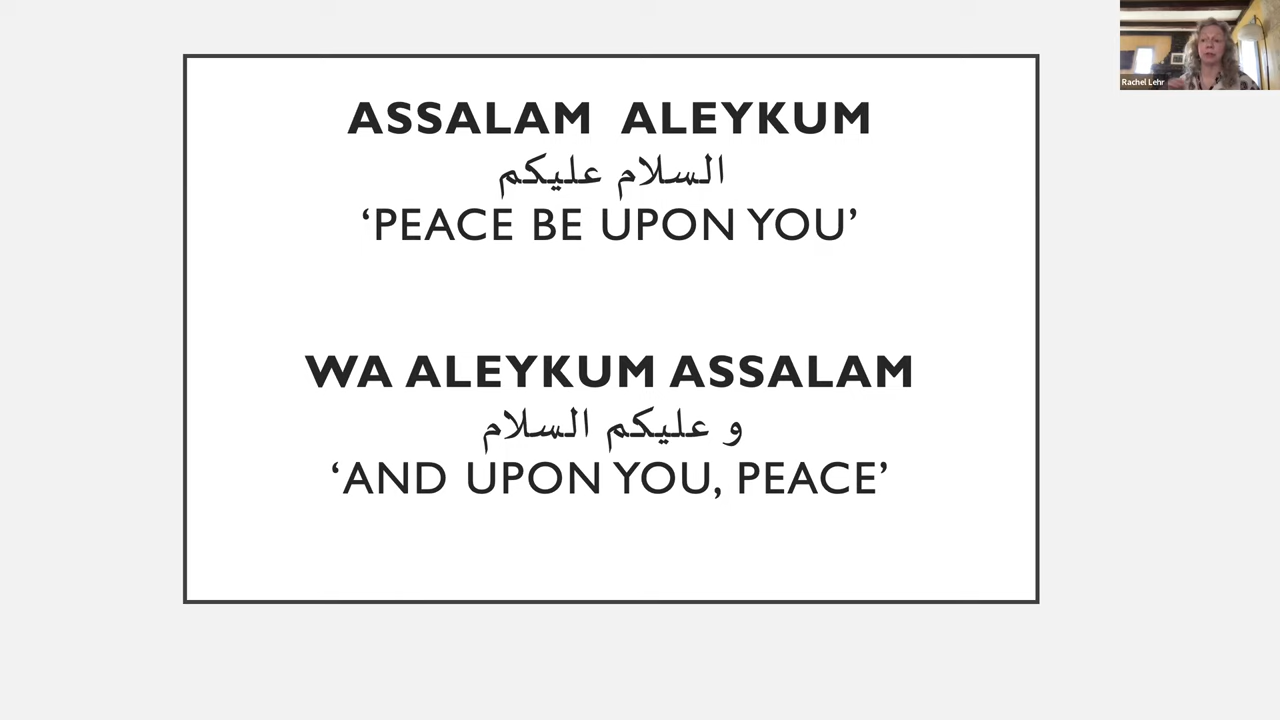 ASSALAM ALEYKUM
السلام عليكم
‘PEACE BE UPON YOU’
WA ALEYKUM ASSALAM
و عليكم السلام
‘AND UPON YOU, PEACE’
Rachel Lehr